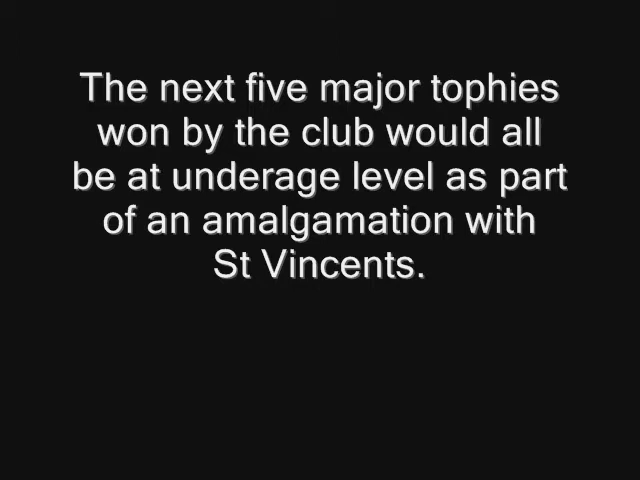 The next five major tophies
won by the club would all
be at underage level as part
of an amalgamation with
St Vincents.